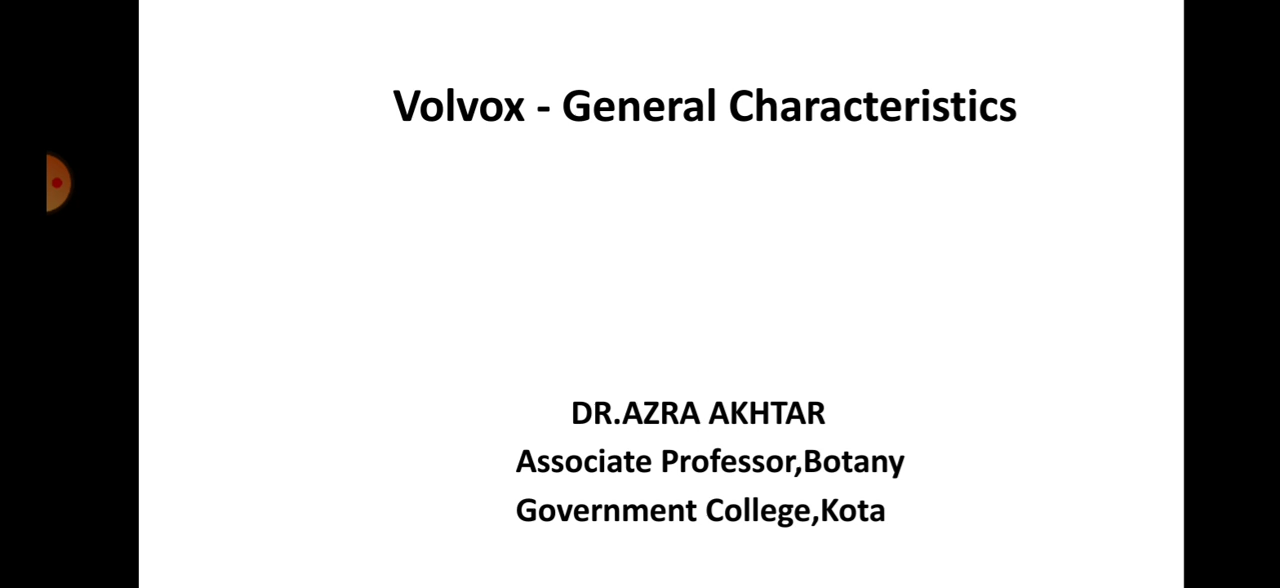 Volvox - General Characteristics
DR.AZRA AKHTAR
Associate Professor,Botany
Government College,Kota